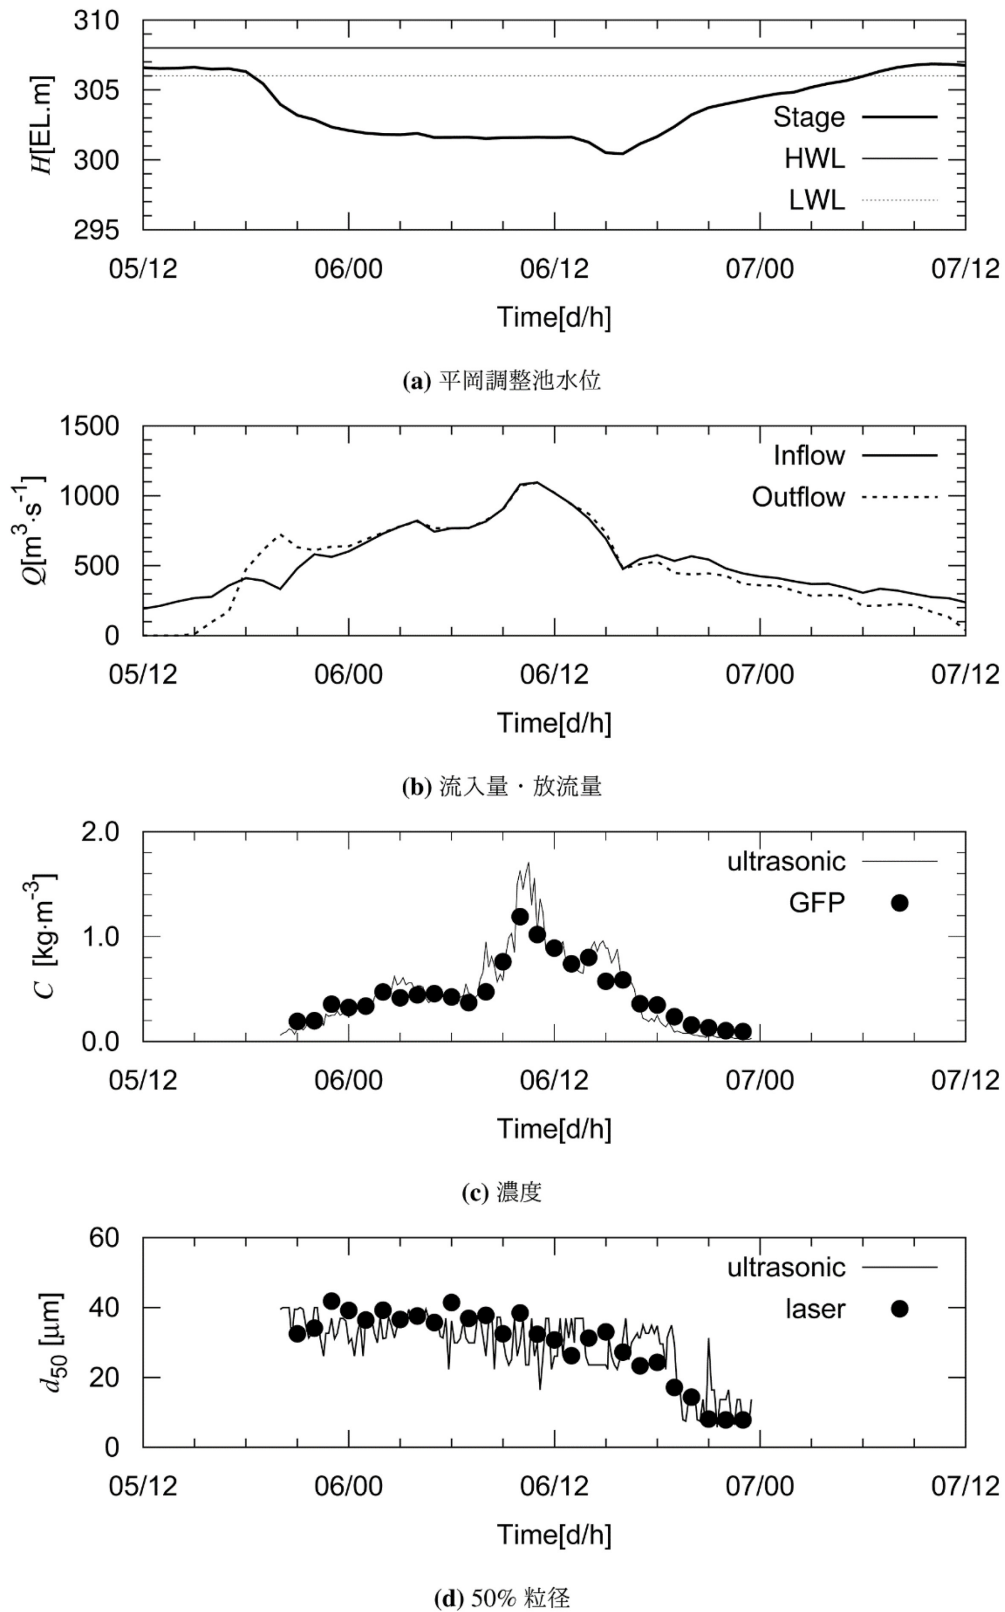 310
305
300
295
H[EL.m]
Stage
HWL
LWL
05/12 06/00 06/12 07/00 07/12
Time[d/h]
(a) 平岡調整池水位
1500
1000
500
0
Q[m³·s⁻¹]
Inflow
Outflow
05/12 06/00 06/12 07/00 07/12
Time[d/h]
(b) 流入量・放流量
2.0
1.0
0.0
C [kg·m⁻³]
ultrasonic
GFP
05/12 06/00 06/12 07/00 07/12
Time[d/h]
(c) 濃度
60
40
20
0
d₅₀ [μm]
ultrasonic
laser
05/12 06/00 06/12 07/00 07/12
Time[d/h]
(d) 50% 粒径